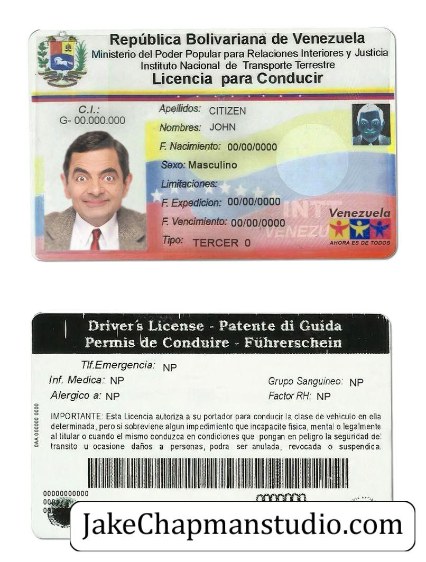 República Bolivariana de Venezuela
Ministerio del Poder Popular para Relaciones Interiores y Justicia
Instituto Nacional de Transporte Terrestre
Licencia para Conducir
C.I.:
G- 00.000.000
Apellidos: CITIZEN
Nombres: JOHN
F. Nacimiento: 00/00/0000
Sexo: Masculino
Limitaciones:
F. Expedicion: 00/00/0000
F. Vencimiento: 00/00/0000
Tipo: TERCER 0
INTT
VENEZU
Venezuela
AHORA ES DE TODOS
Driver's License - Patente di Guida
Permis de Conduire - Führerschein
Tlf.Emergencia: NP
Inf. Medica: NP
Grupo Sanguineo: NP
Alergico a: NP
Factor RH: NP
IMPORTANTE: Esta Licencia autoriza a su portador para conducir la clase de vehiculo en ella
determinada, pero si sobreviene algun impedimento que incapacite fisica, mental o legalmente
al titular o cuando el mismo conduzca en condiciones que pongan en peligro la seguridad del
transito u ocasione daños a personas, podra ser anulada, revocada o suspendida.
00000000000
JakeChapmanstudio.com